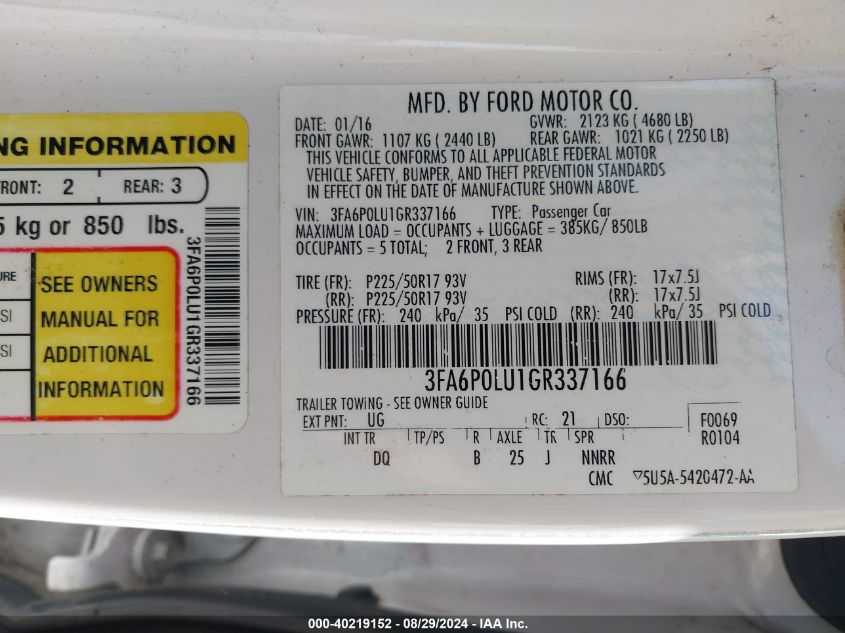 NG INFORMATION
FRONT: 2 REAR: 3
5 kg or 850 lbs.
SEE OWNERS
MANUAL FOR
ADDITIONAL
INFORMATION
URE
SI
SI
3FA6P0LU1GR337166
MFD. BY FORD MOTOR CO.
DATE: 01/16 GVWR: 2123 KG ( 4680 LB)
FRONT GAWR: 1107 KG ( 2440 LB) REAR GAWR: 1021 KG ( 2250 LB)
THIS VEHICLE CONFORMS TO ALL APPLICABLE FEDERAL MOTOR
VEHICLE SAFETY, BUMPER, AND THEFT PREVENTION STANDARDS
IN EFFECT ON THE DATE OF MANUFACTURE SHOWN ABOVE.
VIN: 3FA6P0LU1GR337166 TYPE: Passenger Car
MAXIMUM LOAD = OCCUPANTS + LUGGAGE = 385KG/ 850LB
OCCUPANTS = 5 TOTAL; 2 FRONT, 3 REAR
TIRE (FR): P225/50R17 93V RIMS (FR): 17x7.5J
(RR): P225/50R17 93V (RR): 17x7.5J
PRESSURE (FR): 240 kPa/ 35 PSI COLD (RR): 240 kPa/ 35 PSI COLD
3FA6P0LU1GR337166
TRAILER TOWING - SEE OWNER GUIDE
EXT PNT: UG RC: 21 DSO: F0069
INT TR TP/PS R AXLE TR SPR R0104
DQ B 25 J NNRR
CMC 5U5A-5420472-AA
000-40219152 - 08/29/2024 - IAA Inc.